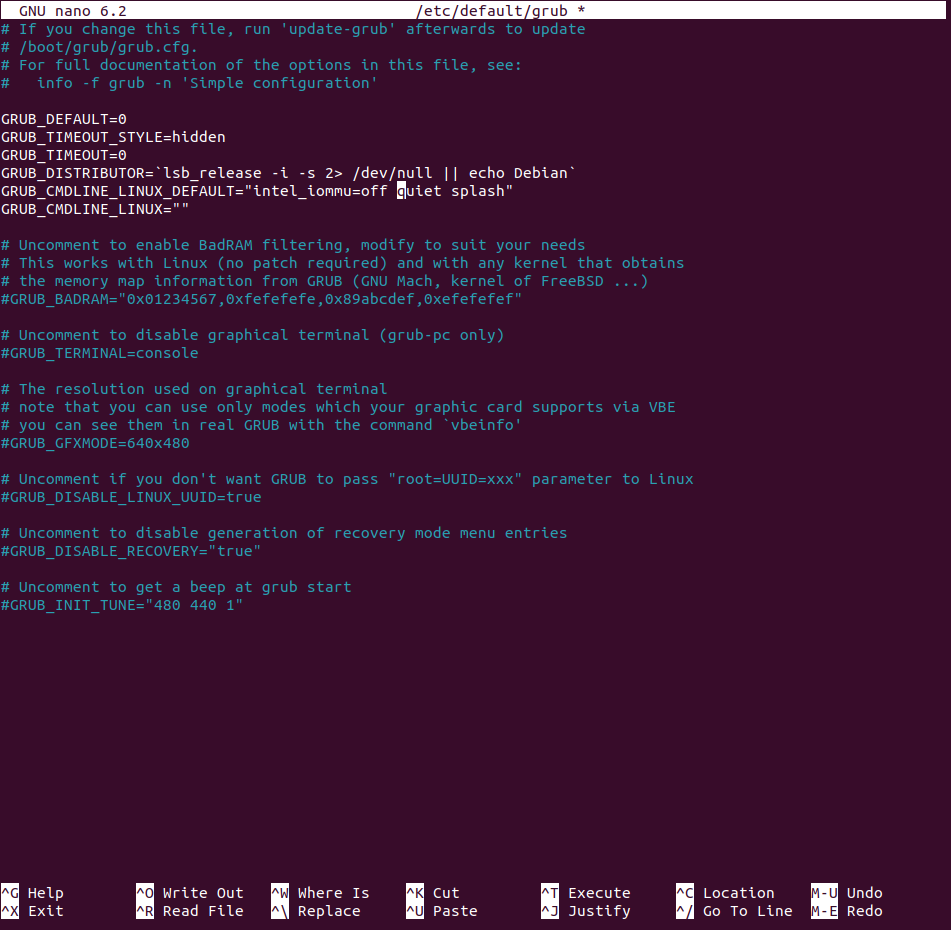 GNU nano 6.2 /etc/default/grub *
# If you change this file, run 'update-grub' afterwards to update
# /boot/grub/grub.cfg.
# For full documentation of the options in this file, see:
#   info -f grub -n 'Simple configuration'

GRUB_DEFAULT=0
GRUB_TIMEOUT_STYLE=hidden
GRUB_TIMEOUT=0
GRUB_DISTRIBUTOR=`lsb_release -i -s 2> /dev/null || echo Debian`
GRUB_CMDLINE_LINUX_DEFAULT="intel_iommu=off quiet splash"
GRUB_CMDLINE_LINUX=""

# Uncomment to enable BadRAM filtering, modify to suit your needs
# This works with Linux (no patch required) and with any kernel that obtains
# the memory map information from GRUB (GNU Mach, kernel of FreeBSD ...)
#GRUB_BADRAM="0x01234567,0xfefefefe,0x89abcdef,0xefefefef"

# Uncomment to disable graphical terminal (grub-pc only)
#GRUB_TERMINAL=console

# The resolution used on graphical terminal
# note that you can use only modes which your graphic card supports via VBE
# you can see them in real GRUB with the command `vbeinfo'
#GRUB_GFXMODE=640x480

# Uncomment if you don't want GRUB to pass "root=UUID=xxx" parameter to Linux
#GRUB_DISABLE_LINUX_UUID=true

# Uncomment to disable generation of recovery mode menu entries
#GRUB_DISABLE_RECOVERY="true"

# Uncomment to get a beep at grub start
#GRUB_INIT_TUNE="480 440 1"

^G Help ^O Write Out ^W Where Is ^K Cut ^T Execute ^C Location M-U Undo
^X Exit ^R Read File ^\ Replace ^U Paste ^J Justify ^/ Go To Line M-E Redo